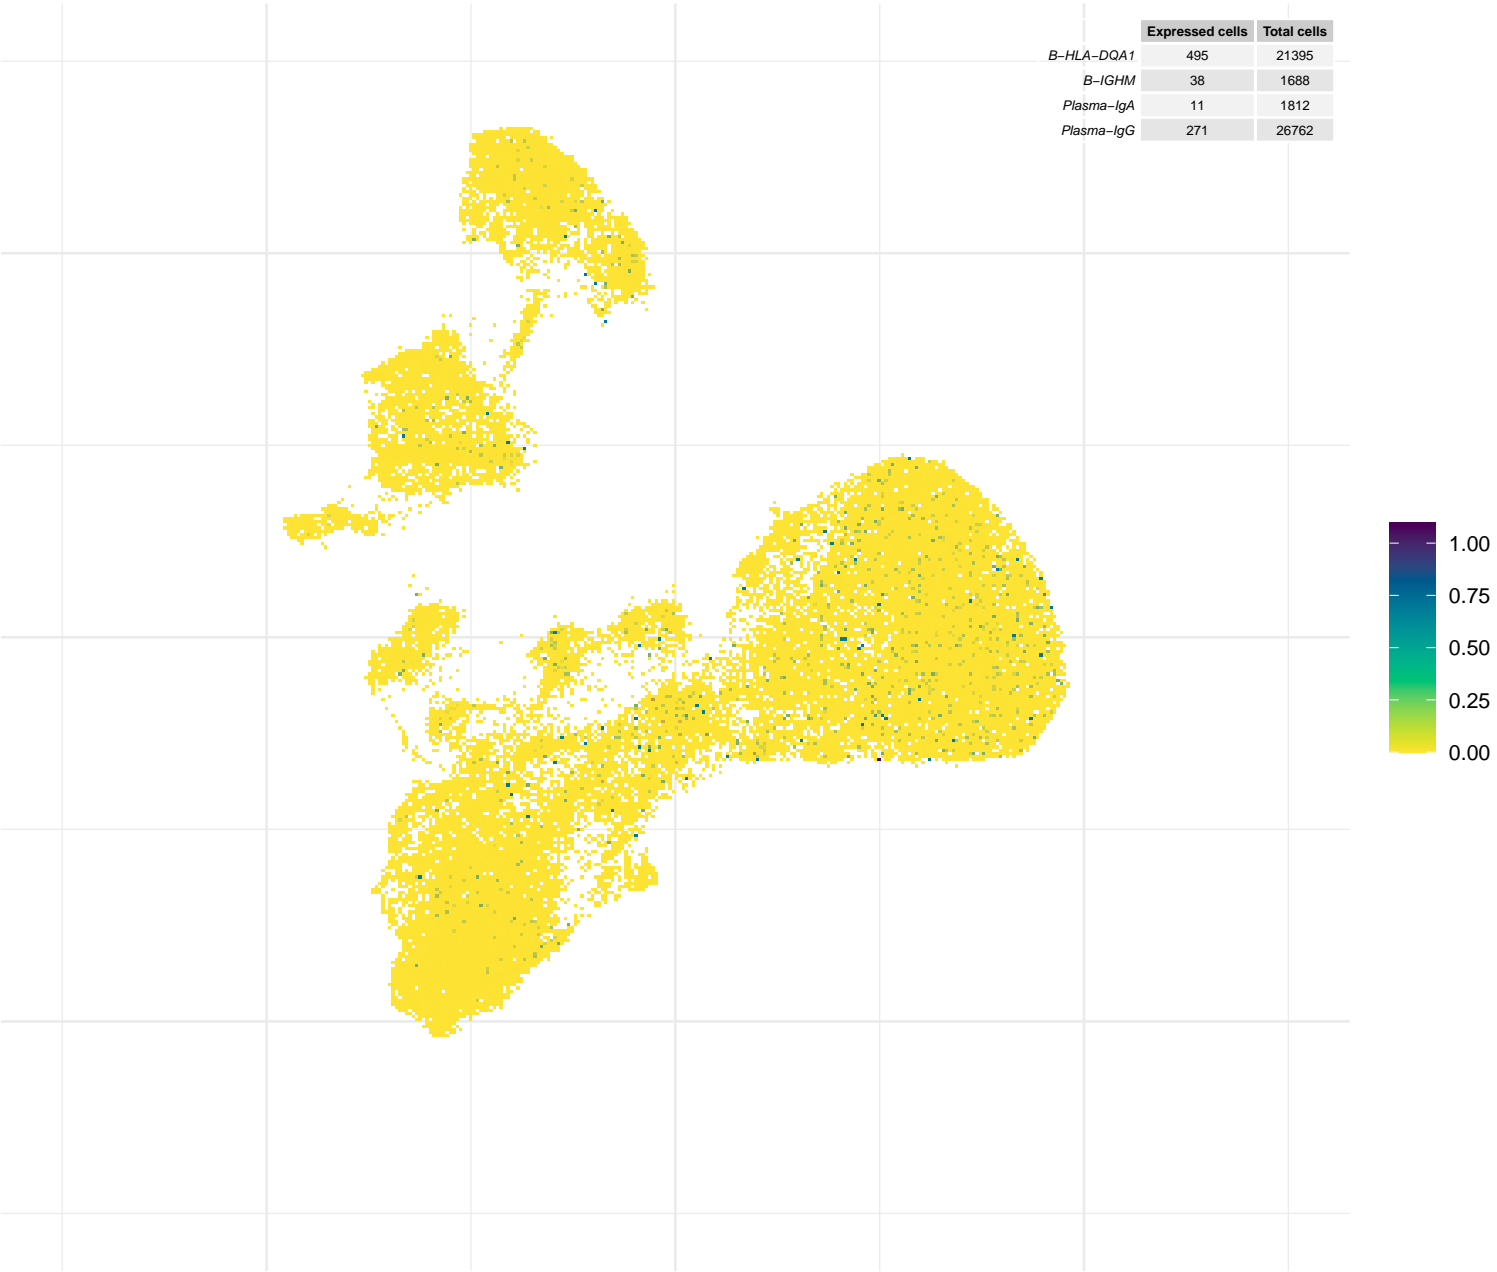 Expressed cells Total cells
B−HLA−DQA1 495 21395
B−IGHM 38 1688
Plasma−IgA 11 1812
Plasma−IgG 271 26762
1.00
0.75
0.50
0.25
0.00